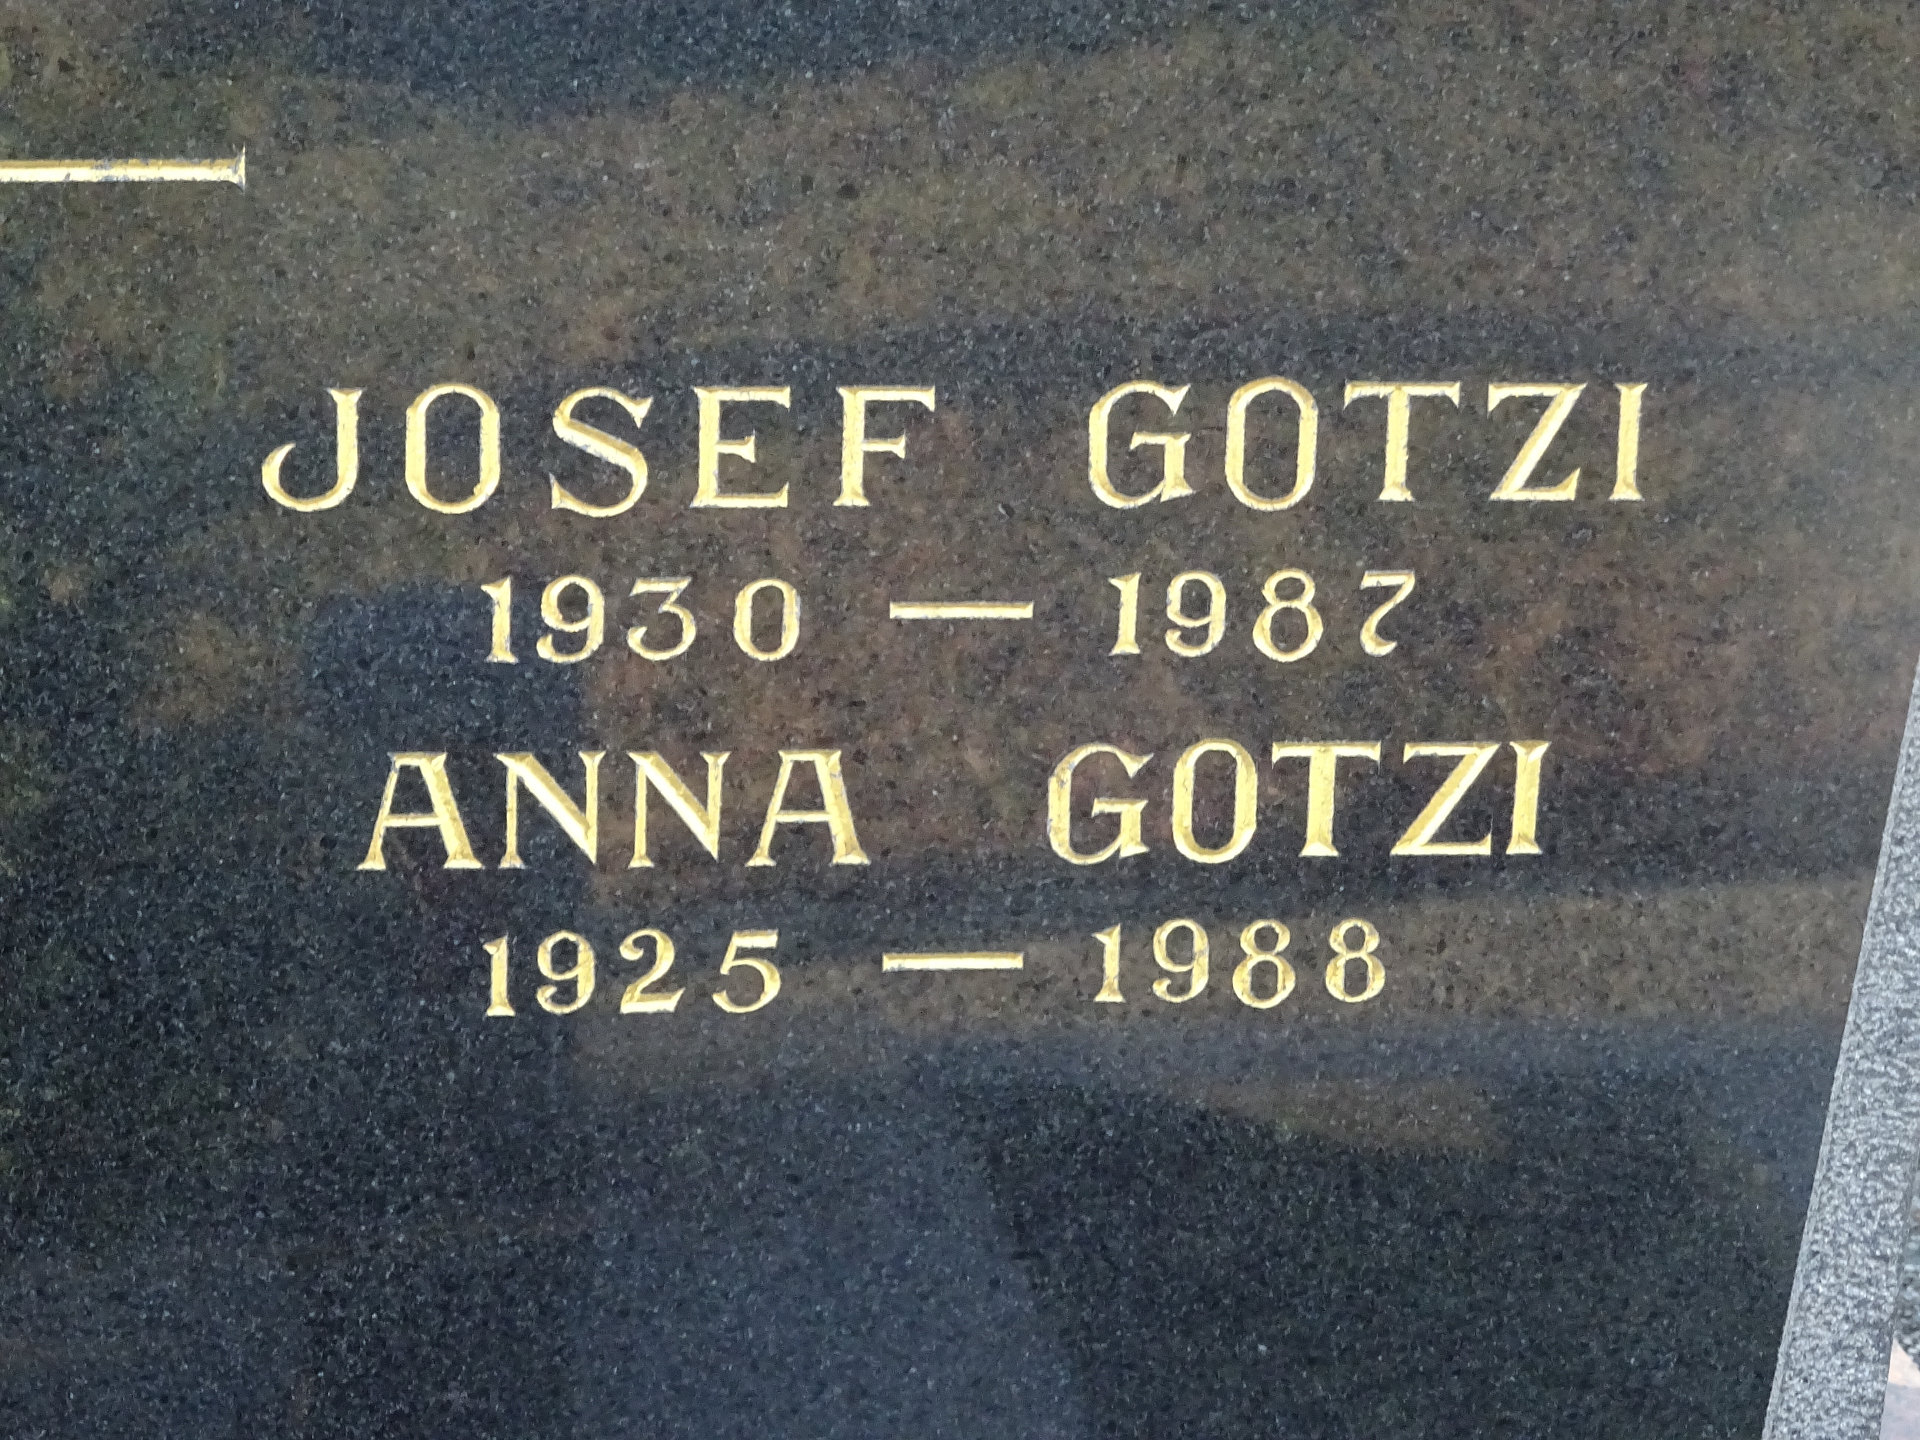 JOSEF GOTZI
1930 — 1987
ANNA GOTZI
1925 — 1988